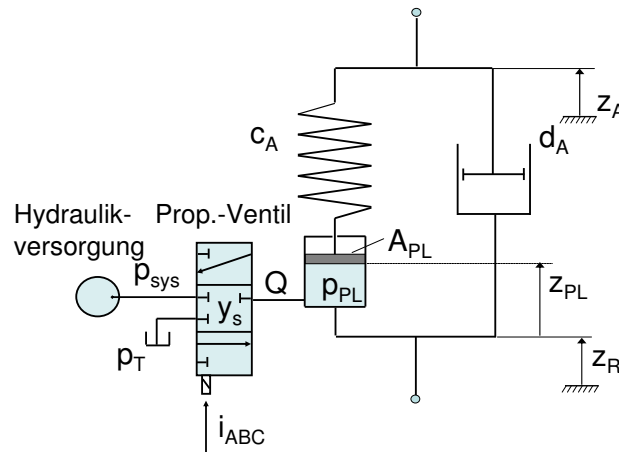 z_A
c_A
d_A
Hydraulik-
versorgung
Prop.-Ventil
A_PL
p_sys
Q
p_PL
z_PL
y_s
p_T
z_R
i_ABC